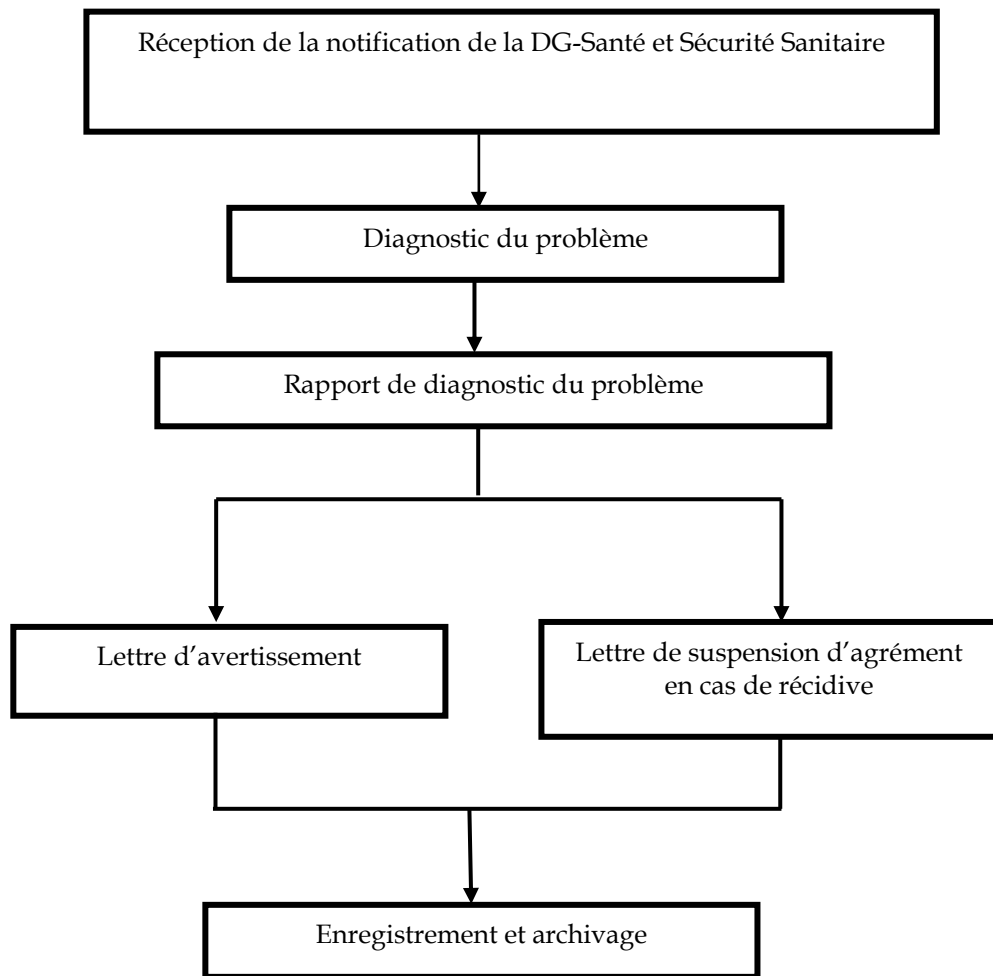 Réception de la notification de la DG-Santé et Sécurité Sanitaire
Diagnostic du problème
Rapport de diagnostic du problème
Lettre d’avertissement
Lettre de suspension d’agrément
en cas de récidive
Enregistrement et archivage